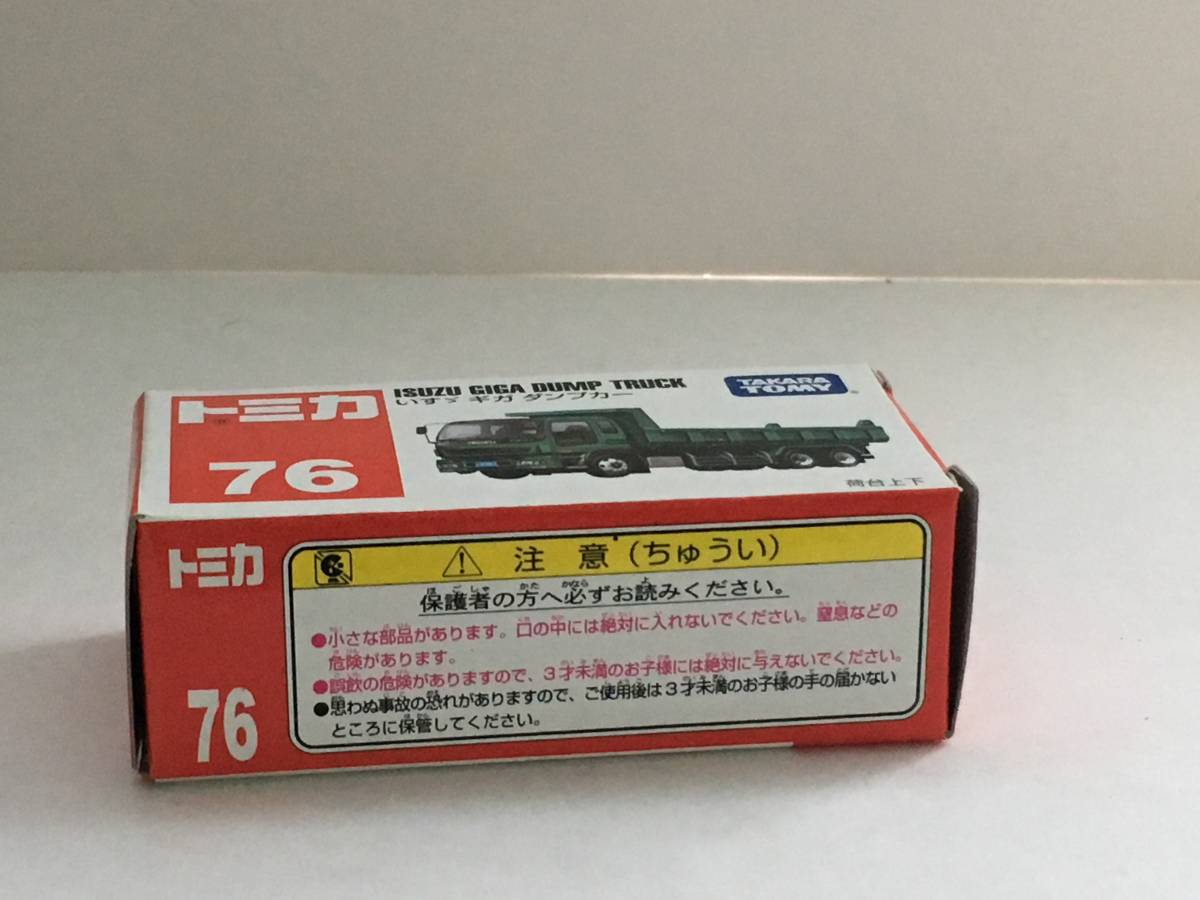 トミカ
76
ISUZU GIGA DUMP TRUCK
いすゞ ギガ ダンプカー
TAKARA
TOMY
荷台上下
トミカ
76
注 意(ちゅうい)
保護者の方へ必ずお読みください。
●小さな部品があります。口の中には絶対に入れないでください。窒息などの
危険があります。
●誤飲の危険がありますので、3才未満のお子様には絶対に与えないでください。
●思わぬ事故の恐れがありますので、ご使用後は3才未満のお子様の手の届かない
ところに保管してください。